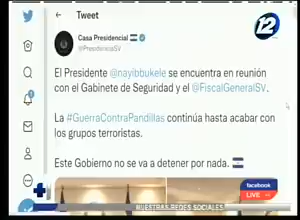 Tweet
12
Casa Presidencial
@PresidenciaSV
El Presidente @nayibbukele se encuentra en reunión
con el Gabinete de Seguridad y el @FiscalGeneralSV.
La #GuerraContraPandillas continúa hasta acabar con
los grupos terroristas.
Este Gobierno no se va a detener por nada.
facebook
LIVE
NUESTRAS REDES SOCIALES